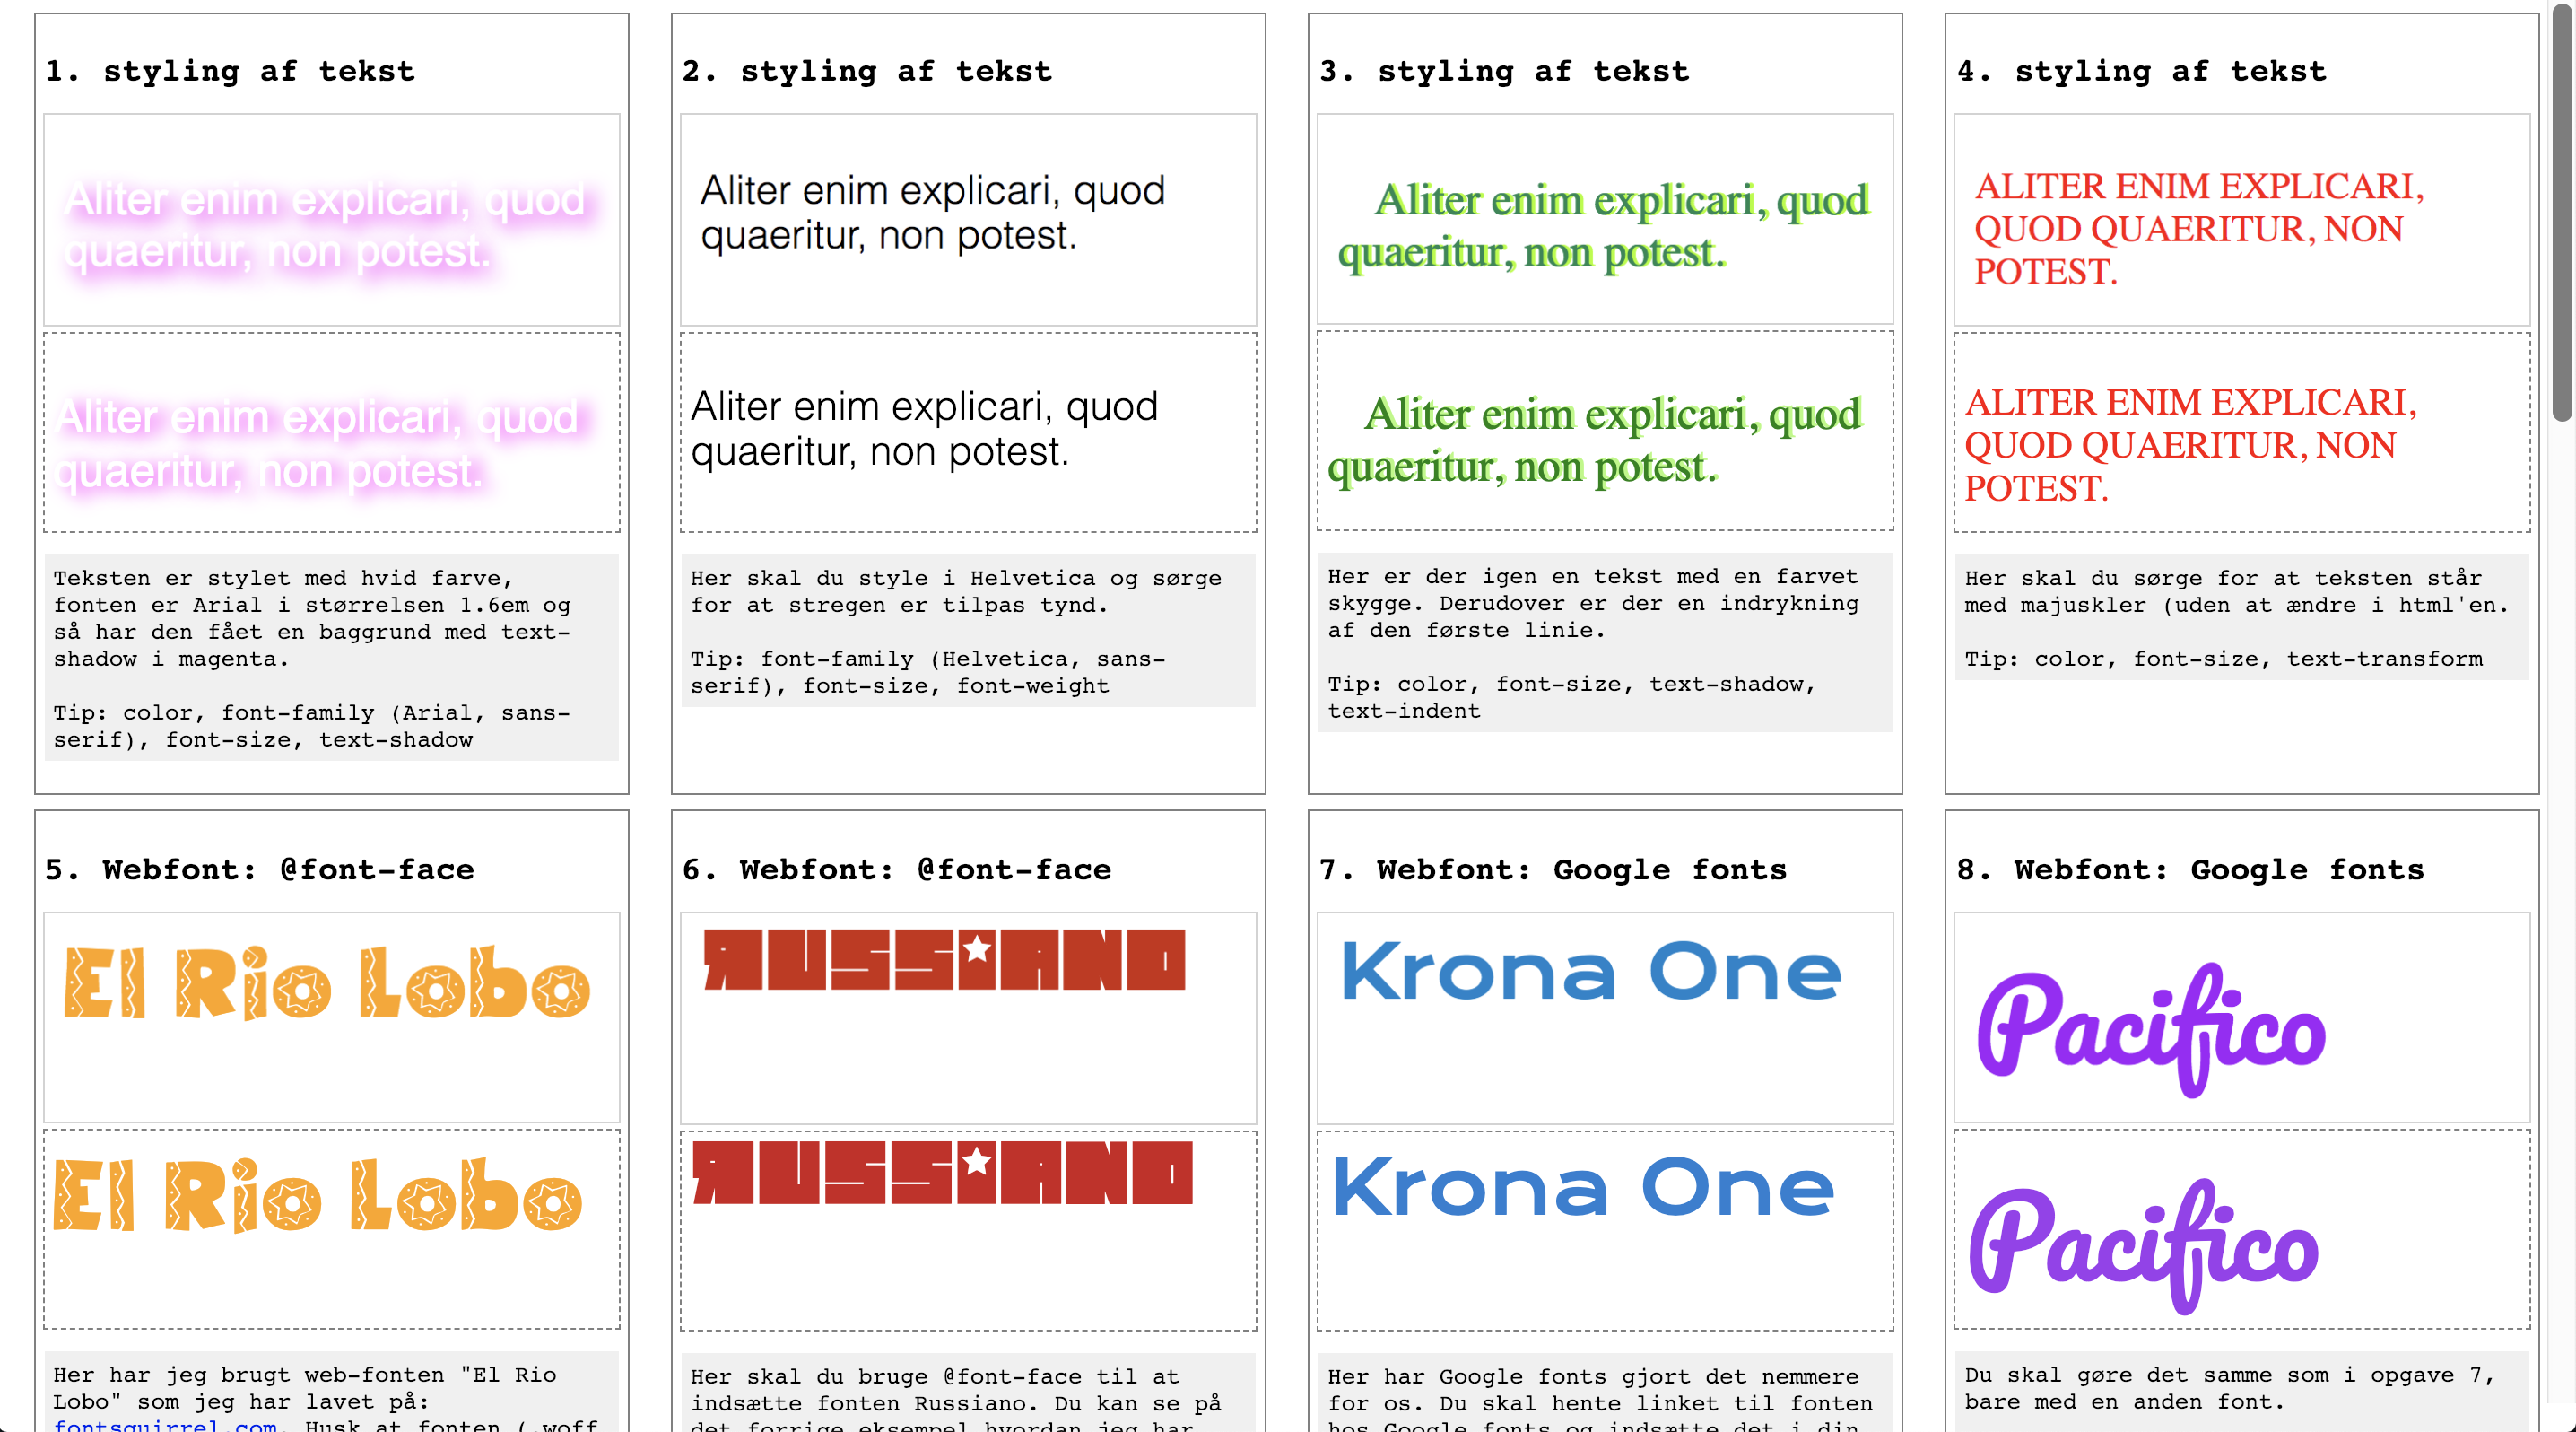 1. styling af tekst
Aliter enim explicari, quod
quaeritur, non potest.
Aliter enim explicari, quod
quaeritur, non potest.
Teksten er stylet med hvid farve,
fonten er Arial i størrelsen 1.6em og
så har den fået en baggrund med text-
shadow i magenta.
Tip: color, font-family (Arial, sans-
serif), font-size, text-shadow
2. styling af tekst
Aliter enim explicari, quod
quaeritur, non potest.
Aliter enim explicari, quod
quaeritur, non potest.
Her skal du style i Helvetica og sørge
for at stregen er tilpas tynd.
Tip: font-family (Helvetica, sans-
serif), font-size, font-weight
3. styling af tekst
Aliter enim explicari, quod
quaeritur, non potest.
Aliter enim explicari, quod
quaeritur, non potest.
Her er der igen en tekst med en farvet
skygge. Derudover er der en indrykning
af den første linie.
Tip: color, font-size, text-shadow,
text-indent
4. styling af tekst
ALITER ENIM EXPLICARI,
QUOD QUAERITUR, NON
POTEST.
ALITER ENIM EXPLICARI,
QUOD QUAERITUR, NON
POTEST.
Her skal du sørge for at teksten står
med majuskler (uden at ændre i html'en.
Tip: color, font-size, text-transform
5. Webfont: @font-face
El Rio Lobo
El Rio Lobo
Her har jeg brugt web-fonten "El Rio
Lobo" som jeg har lavet på:
fontsquirrel.com. Husk at fonten (.woff
6. Webfont: @font-face
RUSSIANO
RUSSIANO
Her skal du bruge @font-face til at
indsætte fonten Russiano. Du kan se på
det forrige eksempel hvordan jeg har
7. Webfont: Google fonts
Krona One
Krona One
Her har Google fonts gjort det nemmere
for os. Du skal hente linket til fonten
hos Google fonts og indsætte det i din
8. Webfont: Google fonts
Pacifico
Pacifico
Du skal gøre det samme som i opgave 7,
bare med en anden font.